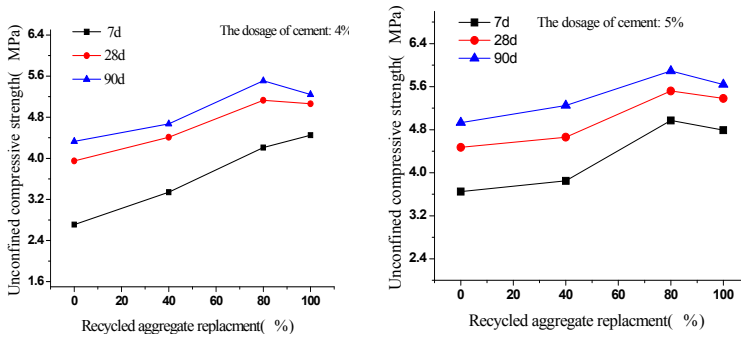 The dosage of cement: 4%
7d
28d
90d
6.4
5.6
4.8
4.0
3.2
2.4
1.6
0 20 40 60 80 100
Unconfined compressive strength( MPa)
Recycled aggregate replacment( %)
The dosage of cement: 5%
7d
28d
90d
6.4
5.6
4.8
4.0
3.2
2.4
0 20 40 60 80 100
Unconfined compressive strength( MPa)
Recycled aggregate replacment( %)